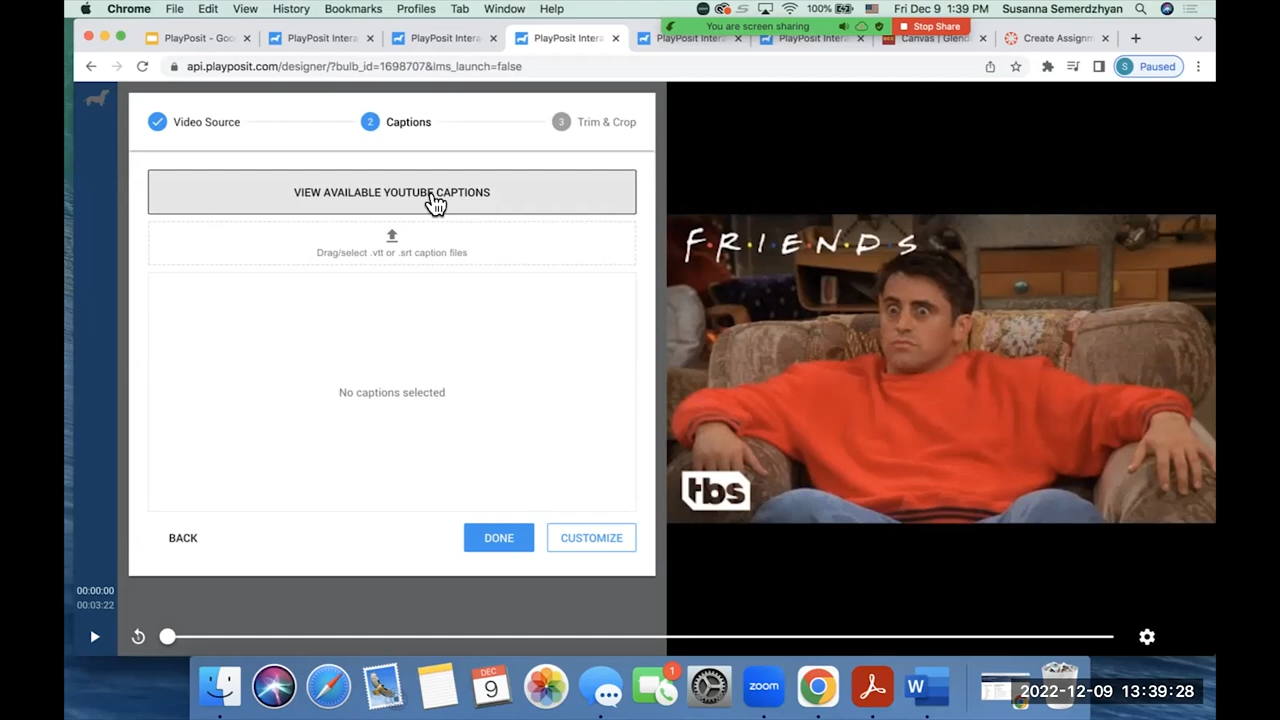 Chrome File Edit View History Bookmarks Profiles Tab Window Help 100% Fri Dec 9 1:39 PM Susanna Semerdzhyan
You are screen sharing Stop Share
PlayPosit - Goo PlayPosit Intera PlayPosit Intera PlayPosit Intera PlayPosit Intera PlayPosit Intera Canvas | Glend Create Assignm
api.playposit.com/designer/?bulb_id=1698707&lms_launch=false S Paused
Video Source 2 Captions 3 Trim & Crop
VIEW AVAILABLE YOUTUBE CAPTIONS
Drag/select .vtt or .srt caption files
No captions selected
BACK DONE CUSTOMIZE
F·R·I·E·N·D·S
tbs
00:00:00
00:03:22
DEC
9
1
zoom
W
2022-12-09 13:39:28